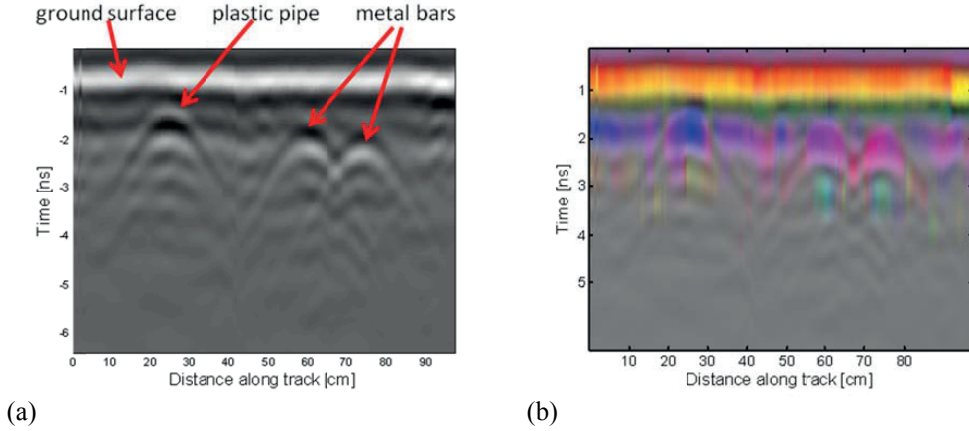 ground surface plastic pipe metal bars
-1
-2
-3
-4
-5
-6
Time [ns]
0 10 20 30 40 50 60 70 80 90
Distance along track [cm]
(a)
1
2
3
4
5
Time [ns]
10 20 30 40 50 60 70 80
Distance along track [cm]
(b)